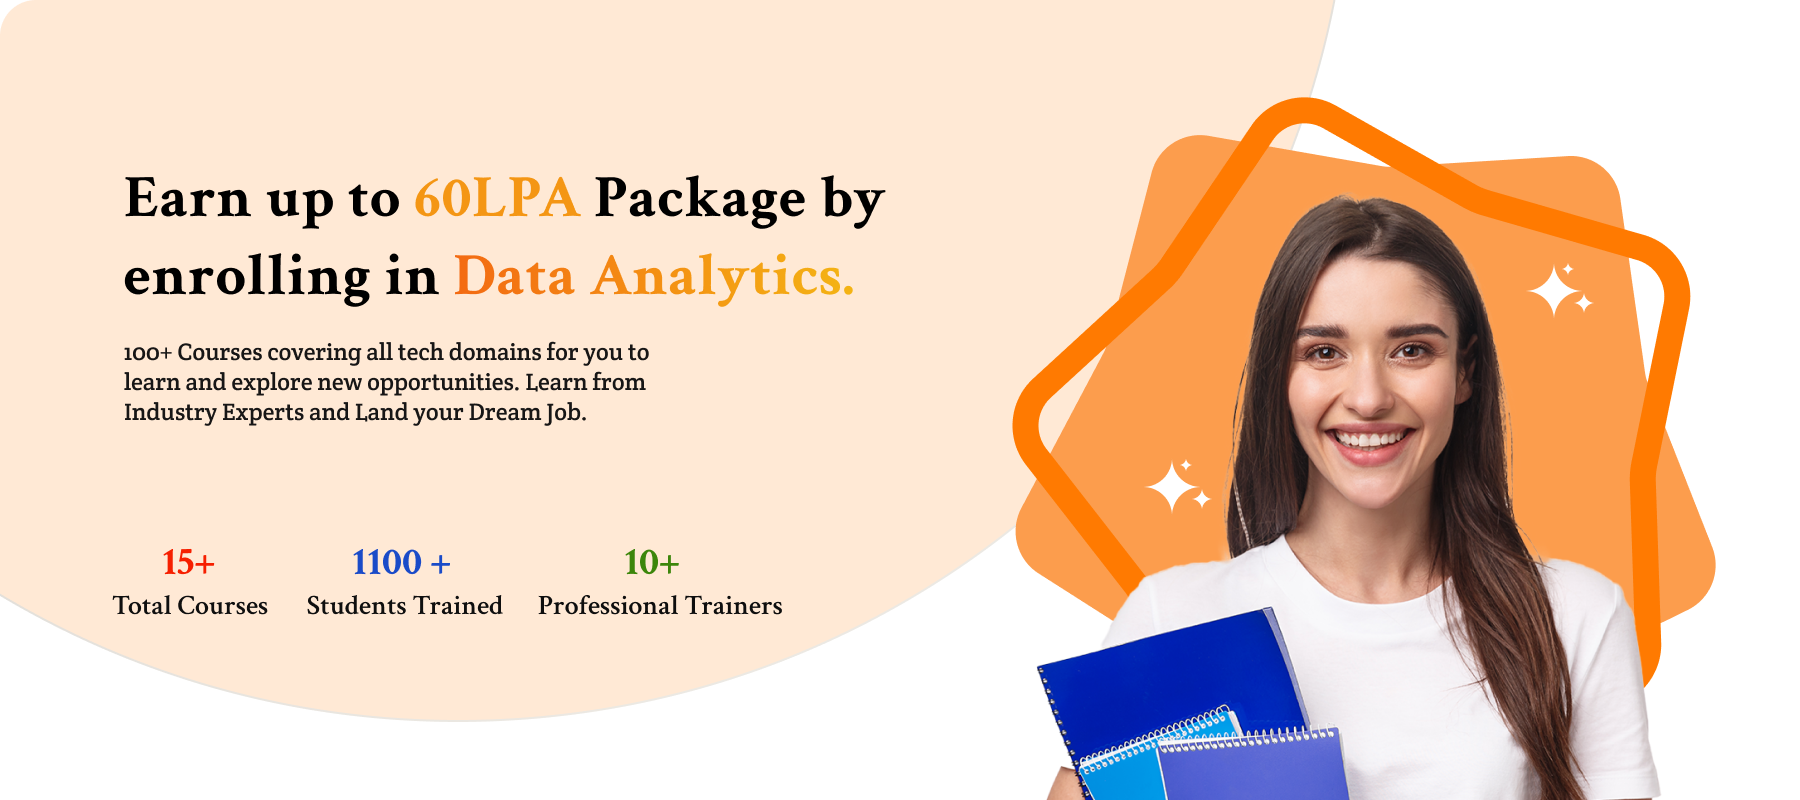 Earn up to 60LPA Package by
enrolling in Data Analytics.
100+ Courses covering all tech domains for you to
learn and explore new opportunities. Learn from
Industry Experts and Land your Dream Job.
15+ 1100 + 10+
Total Courses Students Trained Professional Trainers